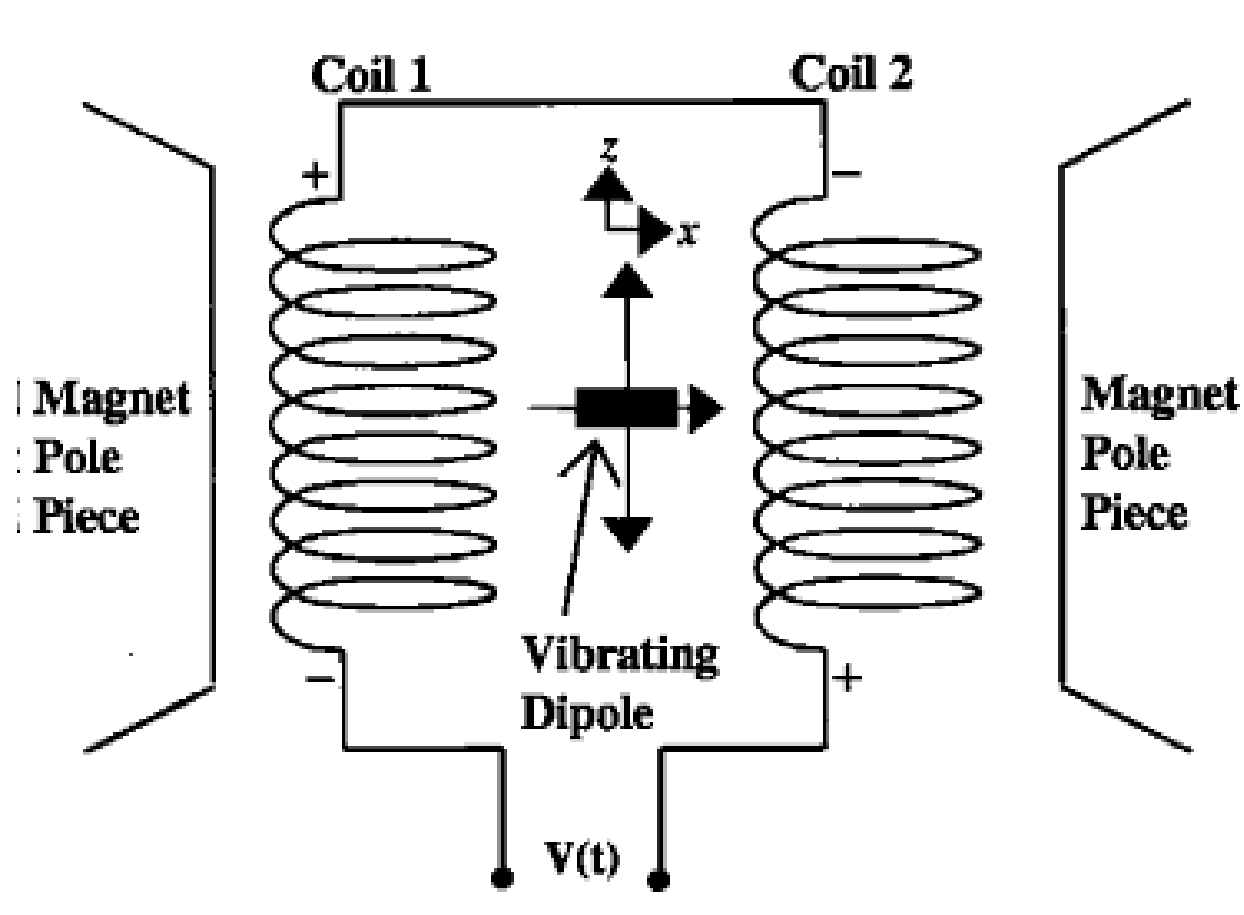 Coil 1
Coil 2
+
−
z
x
Magnet
Pole
Piece
Magnet
Pole
Piece
Vibrating
Dipole
−
+
V(t)